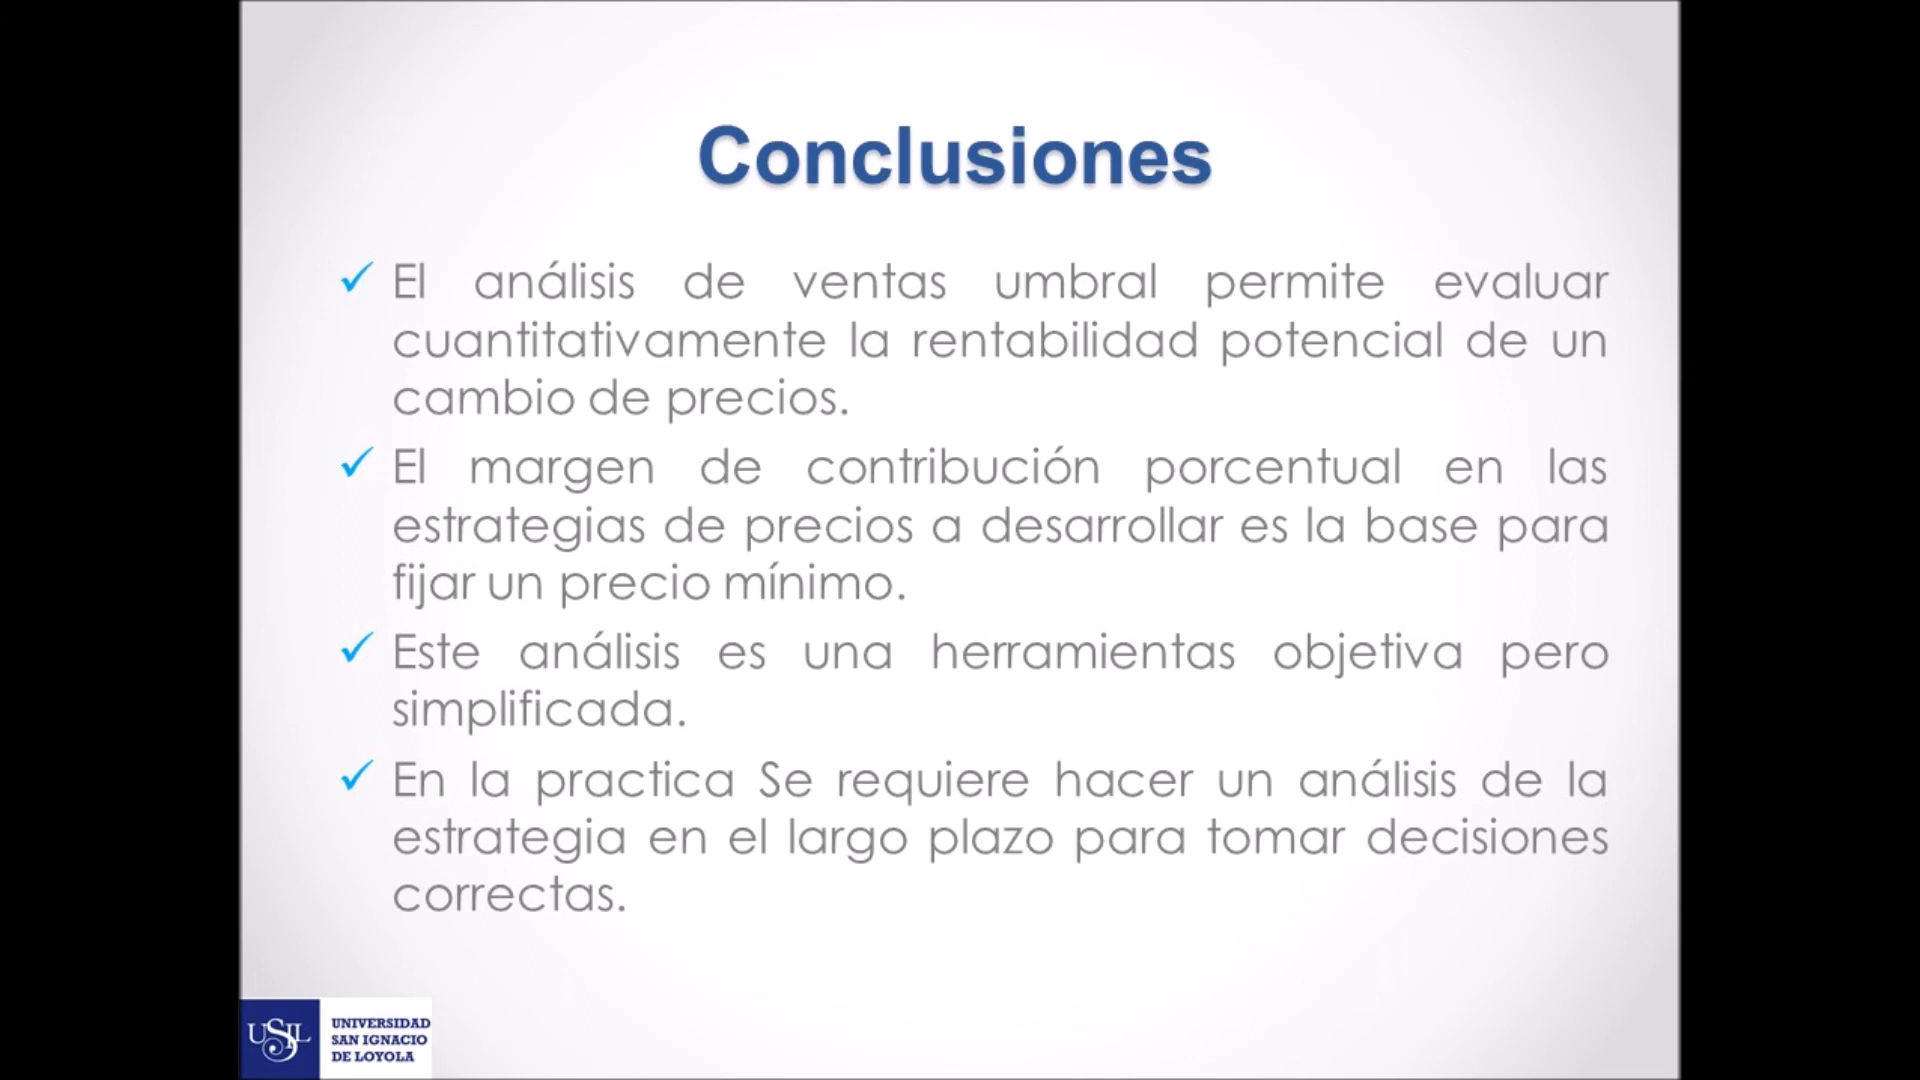 Conclusiones
El análisis de ventas umbral permite evaluar
cuantitativamente la rentabilidad potencial de un
cambio de precios.
El margen de contribución porcentual en las
estrategias de precios a desarrollar es la base para
fijar un precio mínimo.
Este análisis es una herramientas objetiva pero
simplificada.
En la practica Se requiere hacer un análisis de la
estrategia en el largo plazo para tomar decisiones
correctas.
USIL
UNIVERSIDAD
SAN IGNACIO
DE LOYOLA